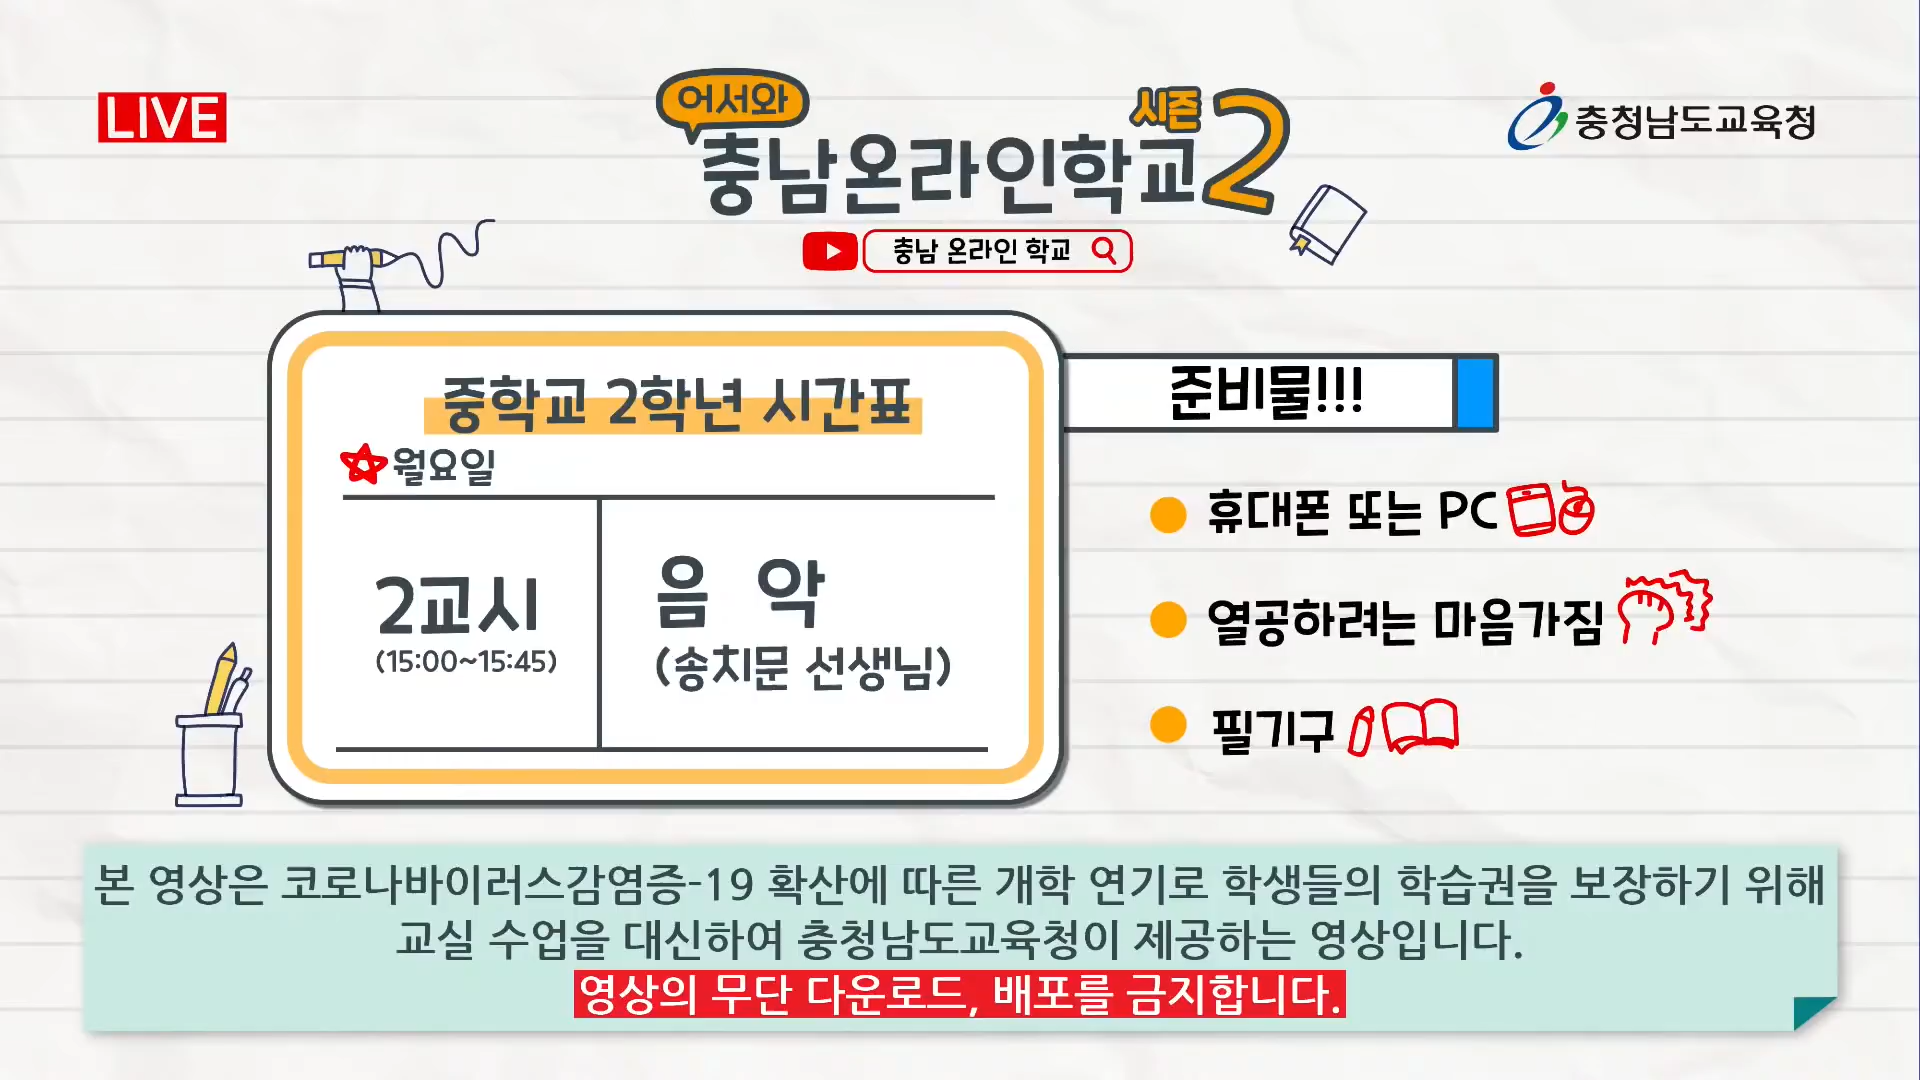 LIVE
어서와
시즌
충남온라인학교2
충남 온라인 학교
충청남도교육청
중학교 2학년 시간표
월요일
2교시
(15:00~15:45)
음 악
(송치문 선생님)
준비물!!!
휴대폰 또는 PC
열공하려는 마음가짐
필기구
본 영상은 코로나바이러스감염증-19 확산에 따른 개학 연기로 학생들의 학습권을 보장하기 위해
교실 수업을 대신하여 충청남도교육청이 제공하는 영상입니다.
영상의 무단 다운로드, 배포를 금지합니다.